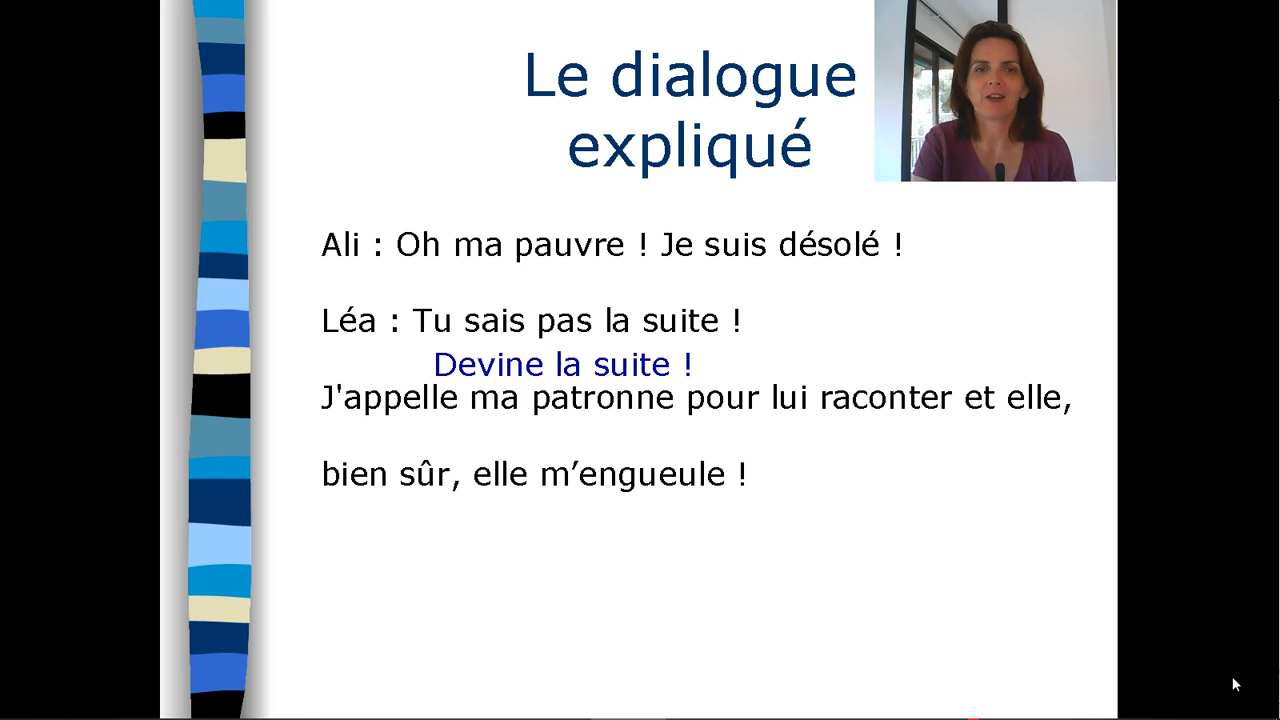 Le dialogue
expliqué
Ali : Oh ma pauvre ! Je suis désolé !
Léa : Tu sais pas la suite !
Devine la suite !
J'appelle ma patronne pour lui raconter et elle,
bien sûr, elle m’engueule !